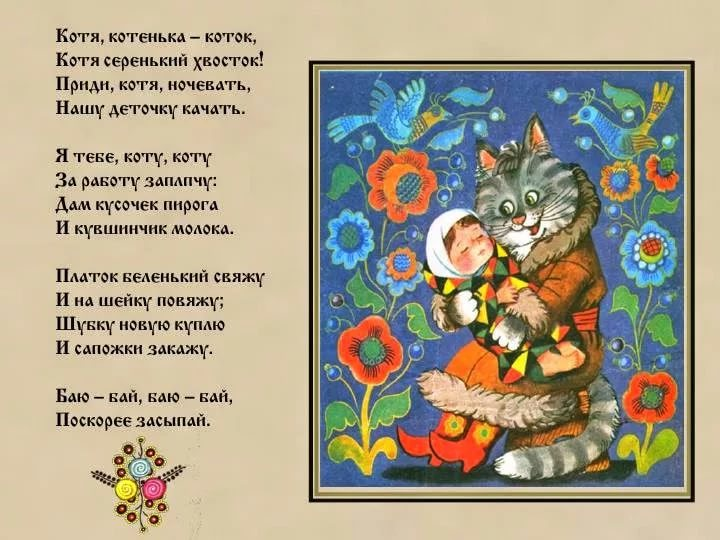 Котя, котенька – коток,
Котя серенький хвосток!
Приди, котя, ночевать,
Нашу деточку качать.
Я тебе, коту, коту
За работу заплпчу:
Дам кусочек пирога
И кувшинчик молока.
Платок беленький свяжу
И на шейку повяжу;
Шубку новую куплю
И сапожки закажу.
Баю – бай, баю – бай,
Поскорее засыпай.